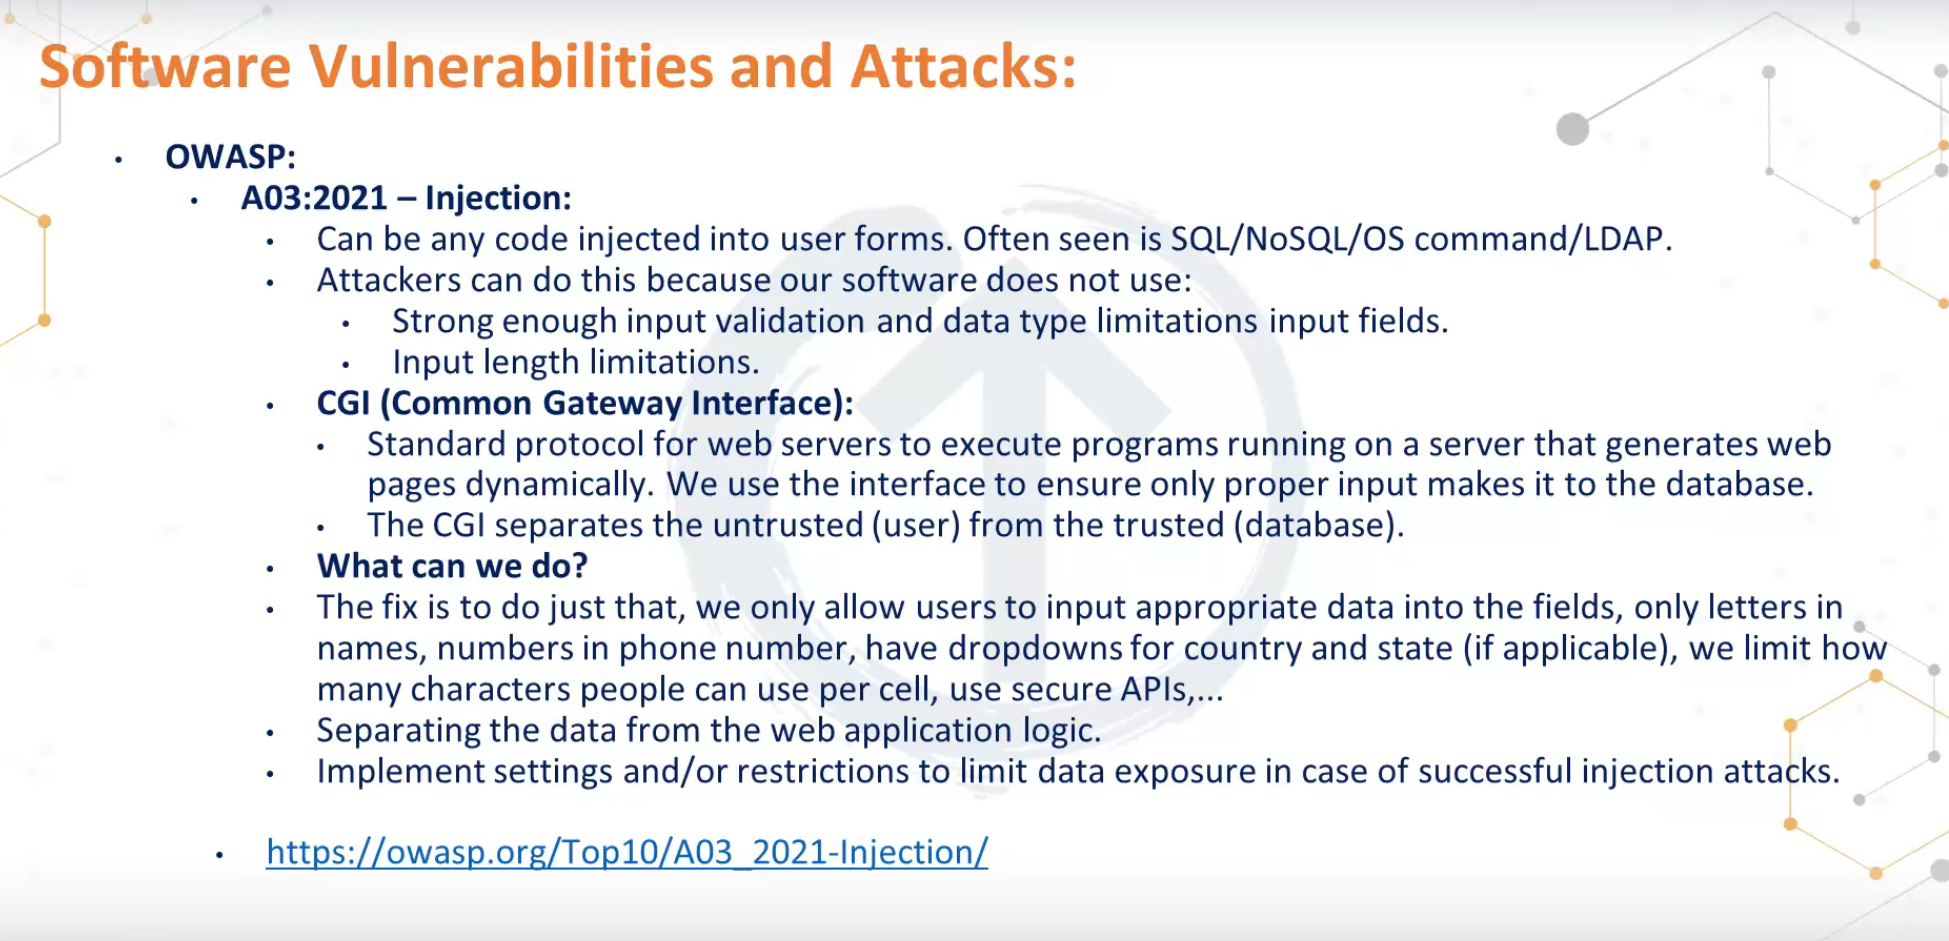 Software Vulnerabilities and Attacks:
• OWASP:
• A03:2021 – Injection:
• Can be any code injected into user forms. Often seen is SQL/NoSQL/OS command/LDAP.
• Attackers can do this because our software does not use:
• Strong enough input validation and data type limitations input fields.
• Input length limitations.
• CGI (Common Gateway Interface):
• Standard protocol for web servers to execute programs running on a server that generates web
pages dynamically. We use the interface to ensure only proper input makes it to the database.
• The CGI separates the untrusted (user) from the trusted (database).
• What can we do?
• The fix is to do just that, we only allow users to input appropriate data into the fields, only letters in
names, numbers in phone number, have dropdowns for country and state (if applicable), we limit how
many characters people can use per cell, use secure APIs,...
• Separating the data from the web application logic.
• Implement settings and/or restrictions to limit data exposure in case of successful injection attacks.
• https://owasp.org/Top10/A03_2021-Injection/